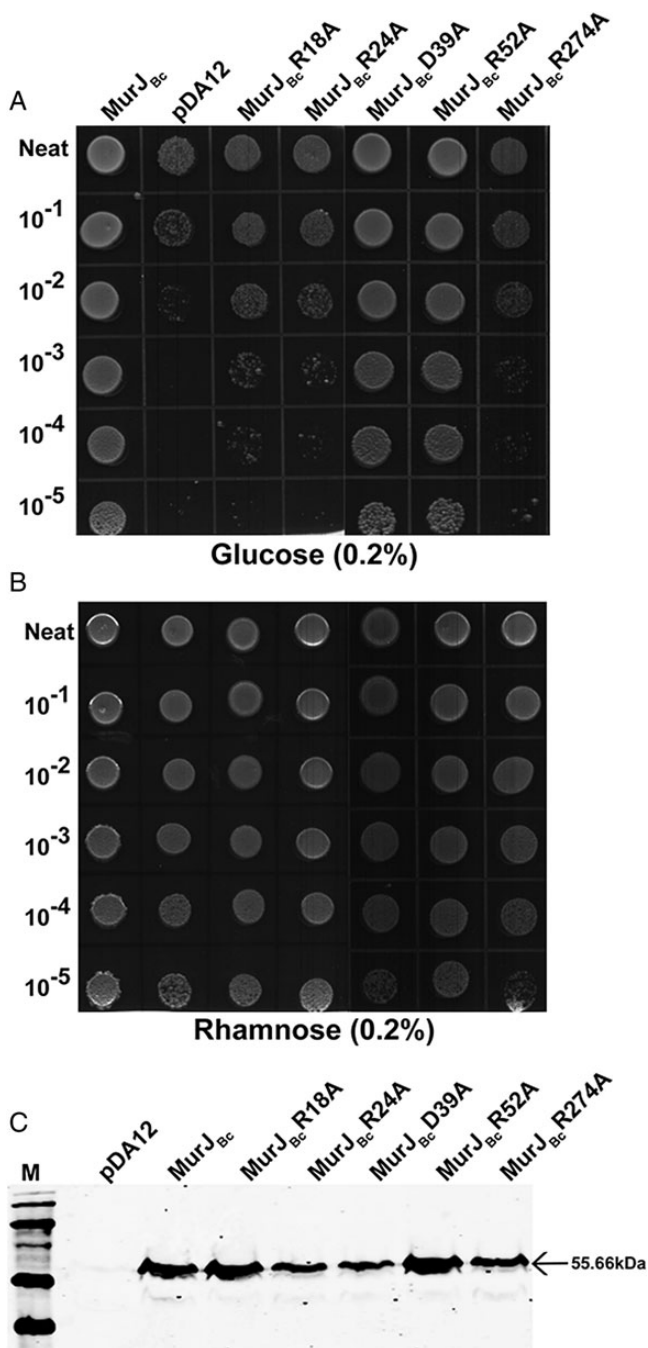 A
MurJBc
pDA12
MurJBcR18A
MurJBcR24A
MurJBcD39A
MurJBcR52A
MurJBcR274A
Neat
10-1
10-2
10-3
10-4
10-5
Glucose (0.2%)
B
Neat
10-1
10-2
10-3
10-4
10-5
Rhamnose (0.2%)
C
M
pDA12
MurJBc
MurJBcR18A
MurJBcR24A
MurJBcD39A
MurJBcR52A
MurJBcR274A
55.66kDa